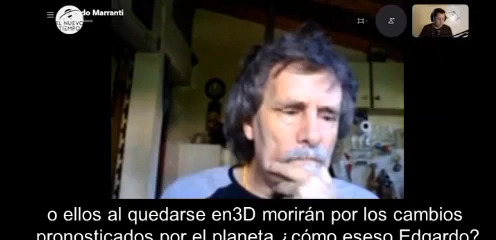 do Marranti
EL NUEVO
TIEMPO
o ellos al quedarse en3D morirán por los cambios
pronosticados por el planeta ¿cómo eseso Edgardo?